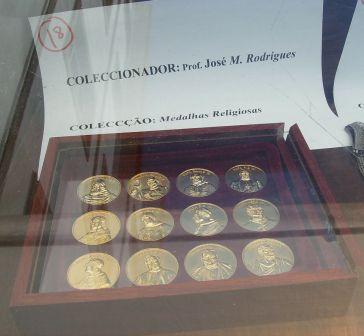 18
COLECCIONADOR: Prof. José M. Rodrigues
COLECCÇÃO: Medalhas Religiosas